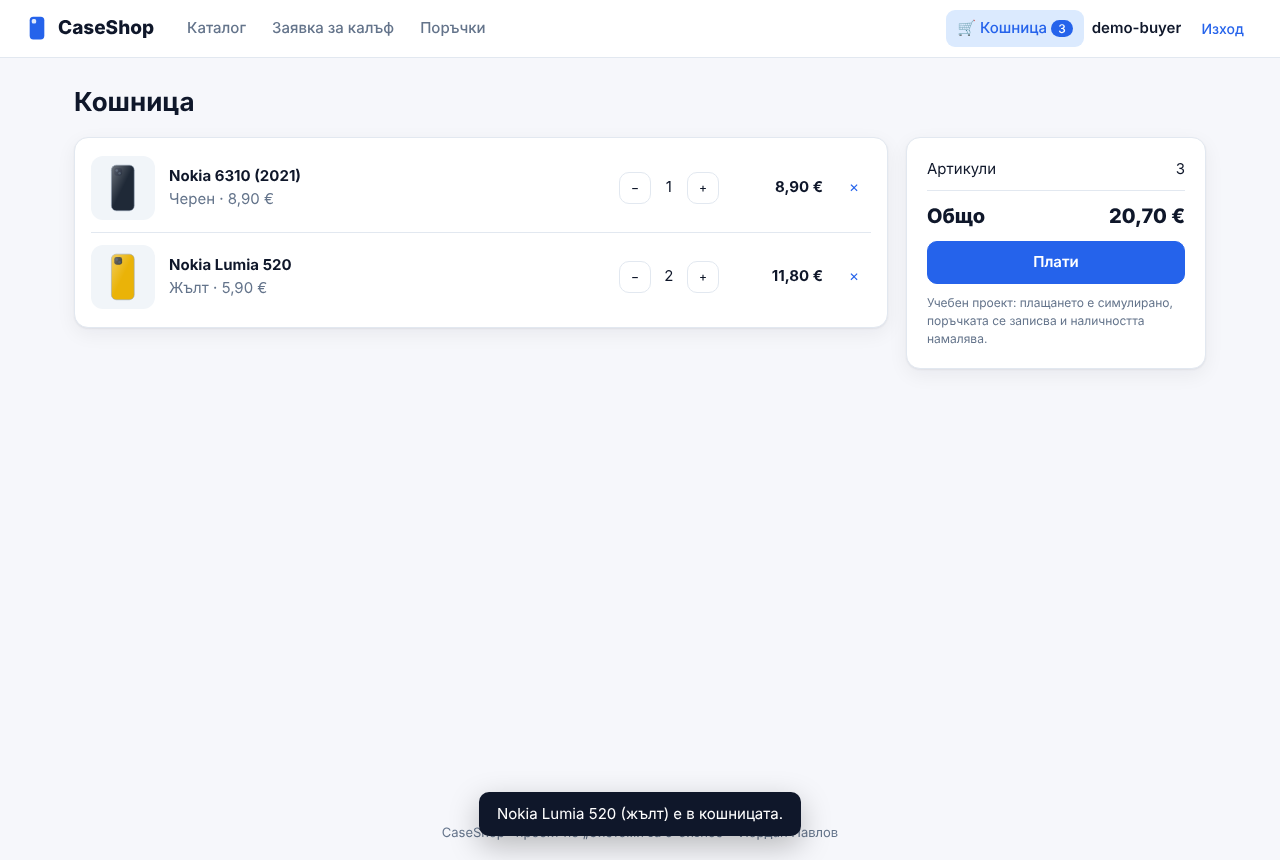 CaseShop
Каталог
Заявка за калъф
Поръчки
Кошница 3
demo-buyer
Изход
Кошница
Nokia 6310 (2021)
Черен · 8,90 €
− 1 +
8,90 €
×
Nokia Lumia 520
Жълт · 5,90 €
− 2 +
11,80 €
×
Артикули 3
Общо 20,70 €
Плати
Учебен проект: плащането е симулирано,
поръчката се записва и наличността
намалява.
Nokia Lumia 520 (жълт) е в кошницата.